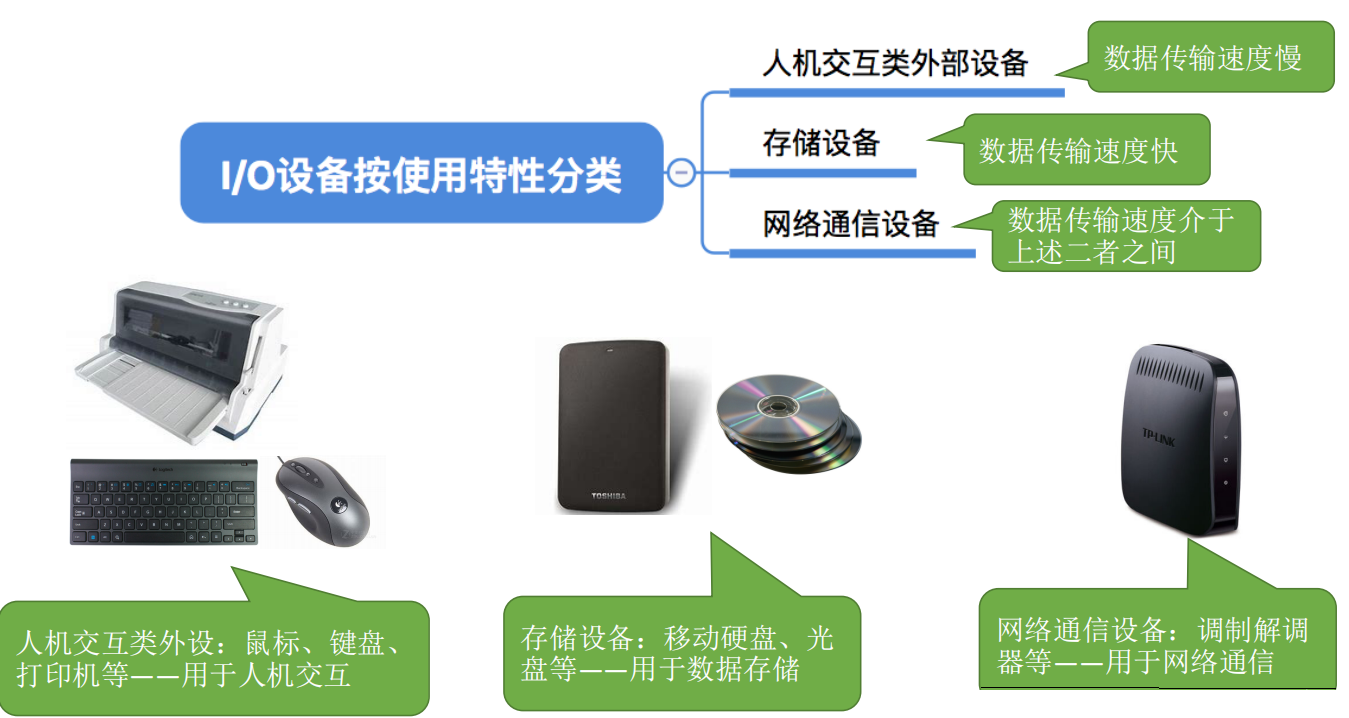 人机交互类外部设备
数据传输速度慢
存储设备
数据传输速度快
I/O设备按使用特性分类
网络通信设备
数据传输速度介于
上述二者之间
TOSHIBA
TP-LINK
人机交互类外设：鼠标、键盘、
打印机等——用于人机交互
存储设备：移动硬盘、光
盘等——用于数据存储
网络通信设备：调制解调
器等——用于网络通信